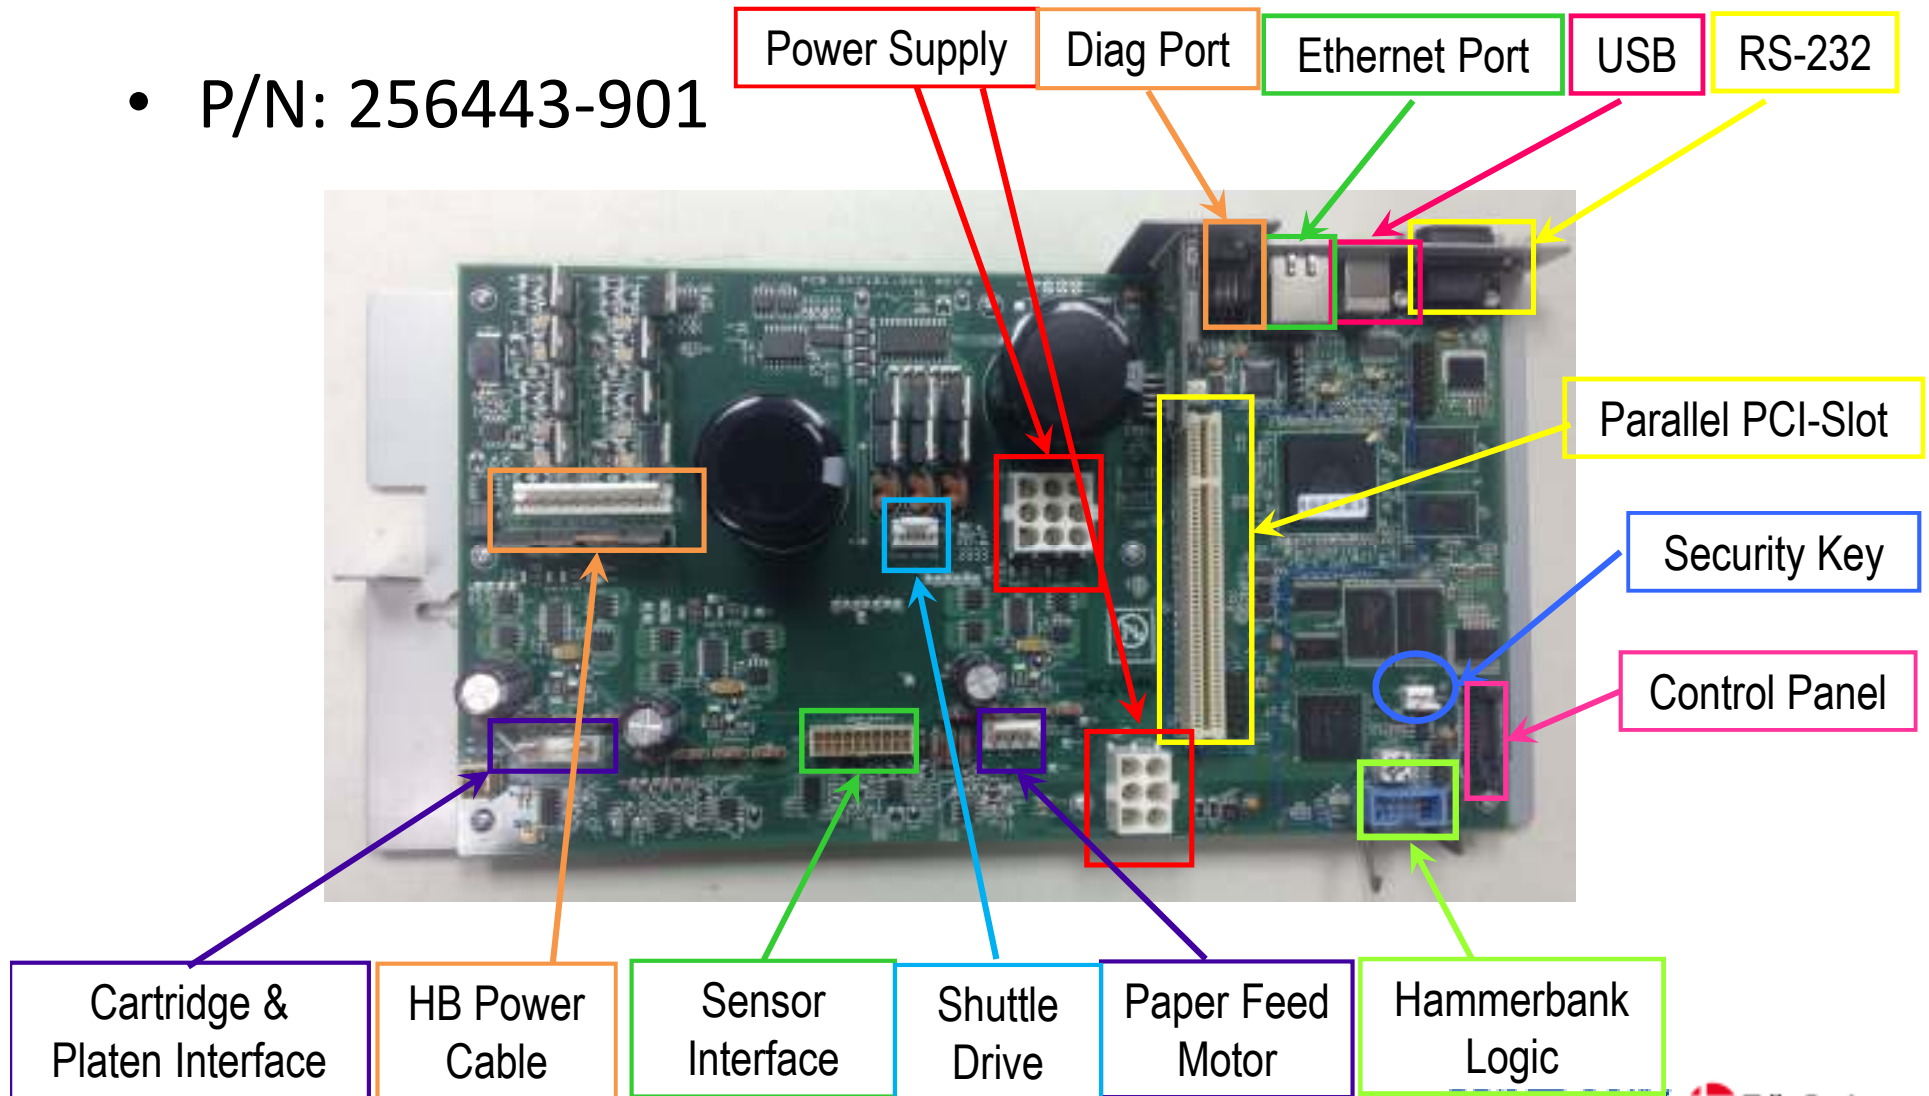 Power Supply
Diag Port
Ethernet Port
USB
RS-232
• P/N: 256443-901
Parallel PCI-Slot
Security Key
Control Panel
Cartridge &
Platen Interface
HB Power
Cable
Sensor
Interface
Shuttle
Drive
Paper Feed
Motor
Hammerbank
Logic